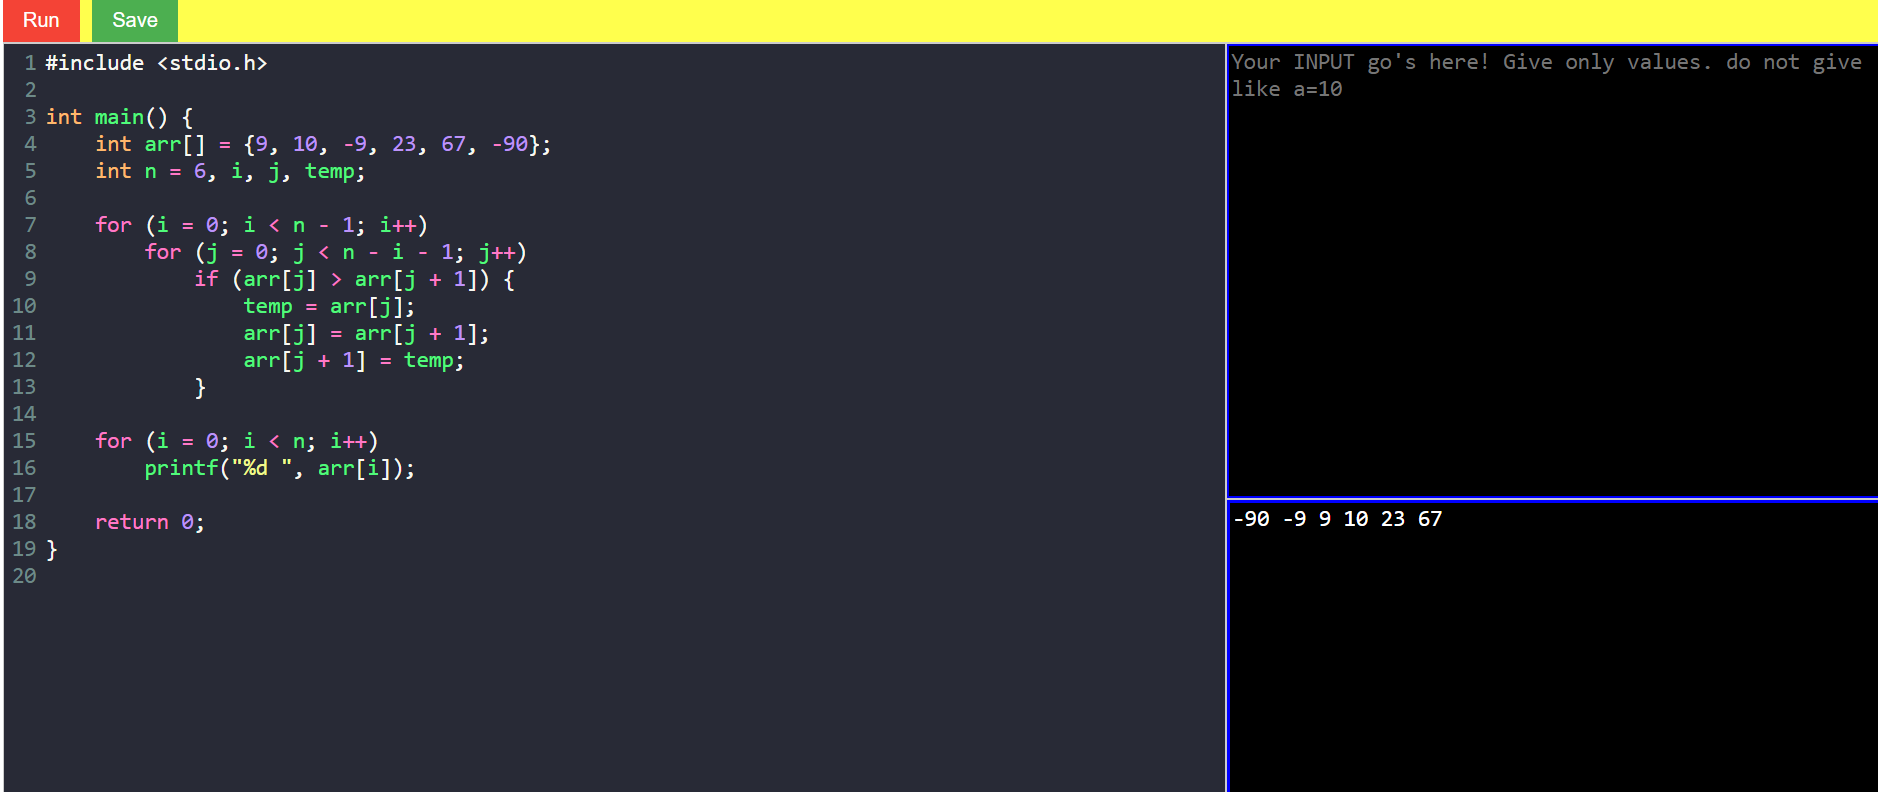 Run Save
1 #include <stdio.h>
2
3 int main() {
4     int arr[] = {9, 10, -9, 23, 67, -90};
5     int n = 6, i, j, temp;
6
7     for (i = 0; i < n - 1; i++)
8         for (j = 0; j < n - i - 1; j++)
9             if (arr[j] > arr[j + 1]) {
10                 temp = arr[j];
11                 arr[j] = arr[j + 1];
12                 arr[j + 1] = temp;
13             }
14
15     for (i = 0; i < n; i++)
16         printf("%d ", arr[i]);
17
18     return 0;
19 }
20
Your INPUT go's here! Give only values. do not give
like a=10
-90 -9 9 10 23 67